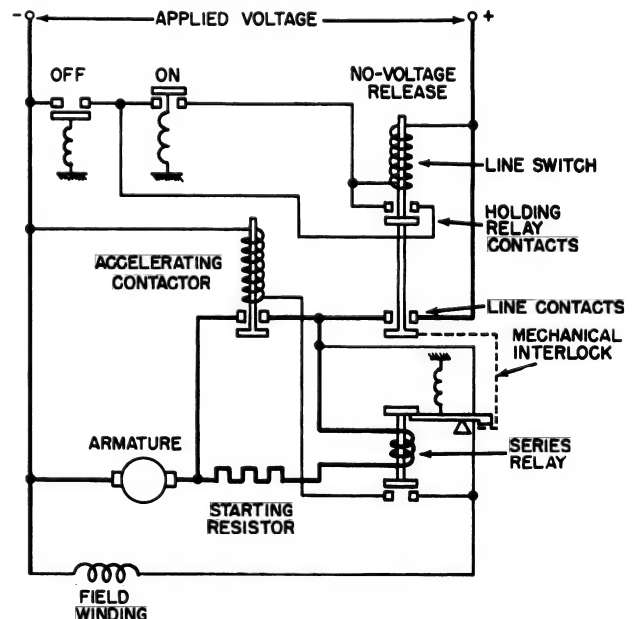 - APPLIED VOLTAGE +
OFF
ON
NO-VOLTAGE
RELEASE
LINE SWITCH
HOLDING
RELAY
CONTACTS
ACCELERATING
CONTACTOR
LINE CONTACTS
MECHANICAL
INTERLOCK
ARMATURE
SERIES
RELAY
STARTING
RESISTOR
FIELD
WINDING